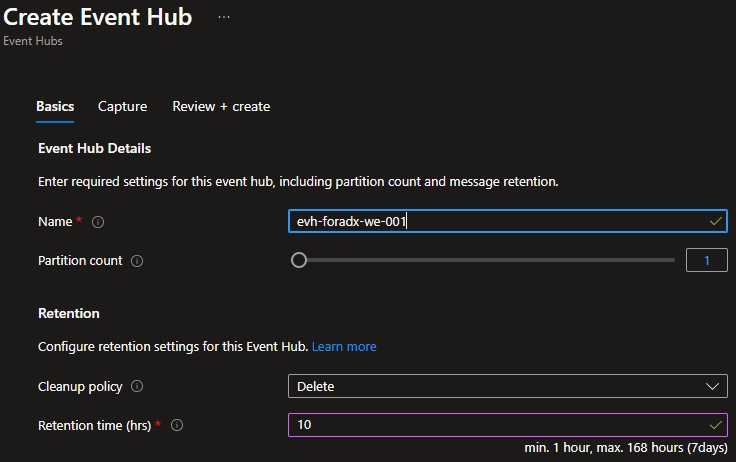 Create Event Hub ...
Event Hubs
Basics Capture Review + create
Event Hub Details
Enter required settings for this event hub, including partition count and message retention.
Name * evh-foradx-we-001
Partition count 1
Retention
Configure retention settings for this Event Hub. Learn more
Cleanup policy Delete
Retention time (hrs) * 10
min. 1 hour, max. 168 hours (7days)